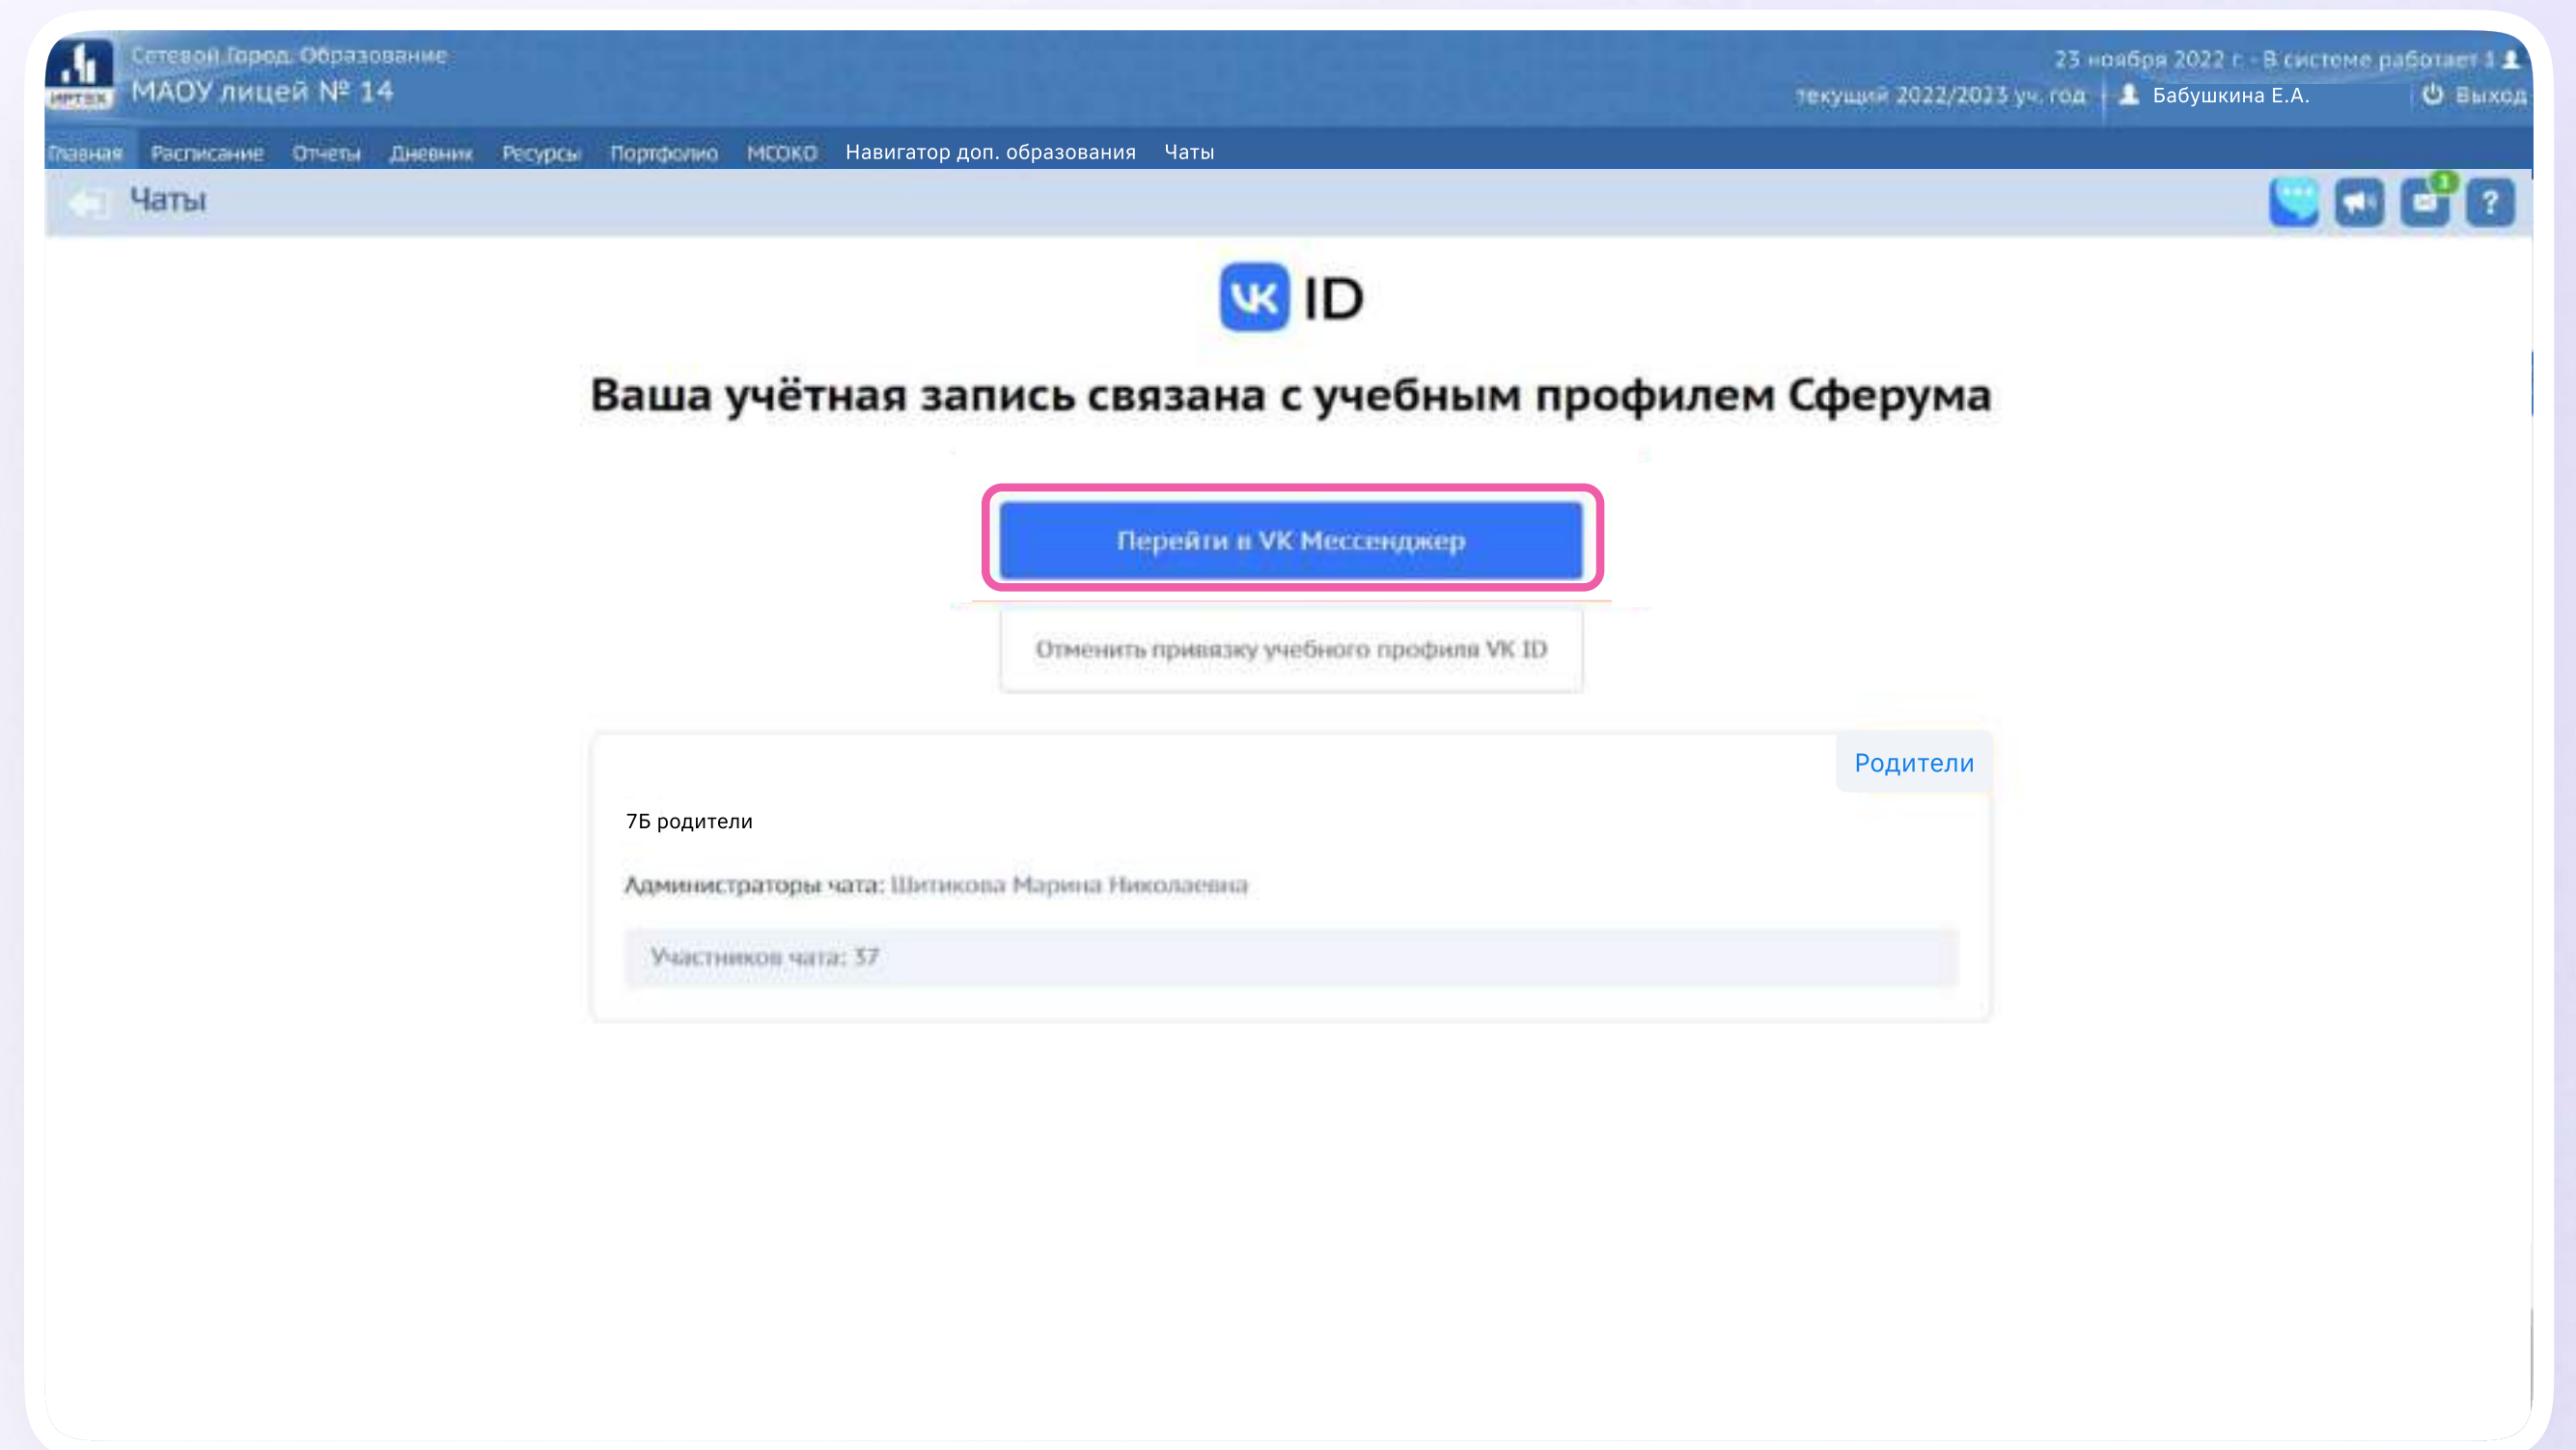 Сетевой Город. Образование
МАОУ лицей № 14
ИРТЕХ
23 ноября 2022 г. - В системе работает 1
текущий 2022/2023 уч. год
Бабушкина Е.А.
Выход
Главная Расписание Отчеты Дневник Ресурсы Портфолио МСОКО Навигатор доп. образования Чаты
Чаты
?
VK ID
Ваша учётная запись связана с учебным профилем Сферума
Перейти в VK Мессенджер
Отменить привязку учебного профиля VK ID
Родители
7Б родители
Администраторы чата: Шитикова Марина Николаевна
Участников чата: 37